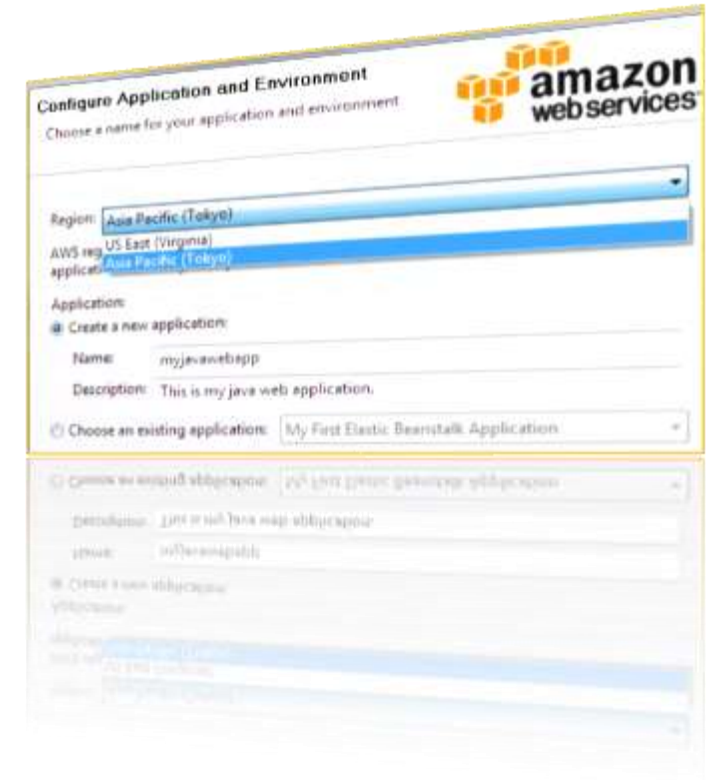 Configure Application and Environment
Choose a name for your application and environment
amazon
web services
Region: Asia Pacific (Tokyo)
US East (Virginia)
AWS reg
Asia Pacific (Tokyo)
applicati
Application:
Create a new application:
Name: myjavawebapp
Description: This is my java web application.
Choose an existing application: My First Elastic Beanstalk Application